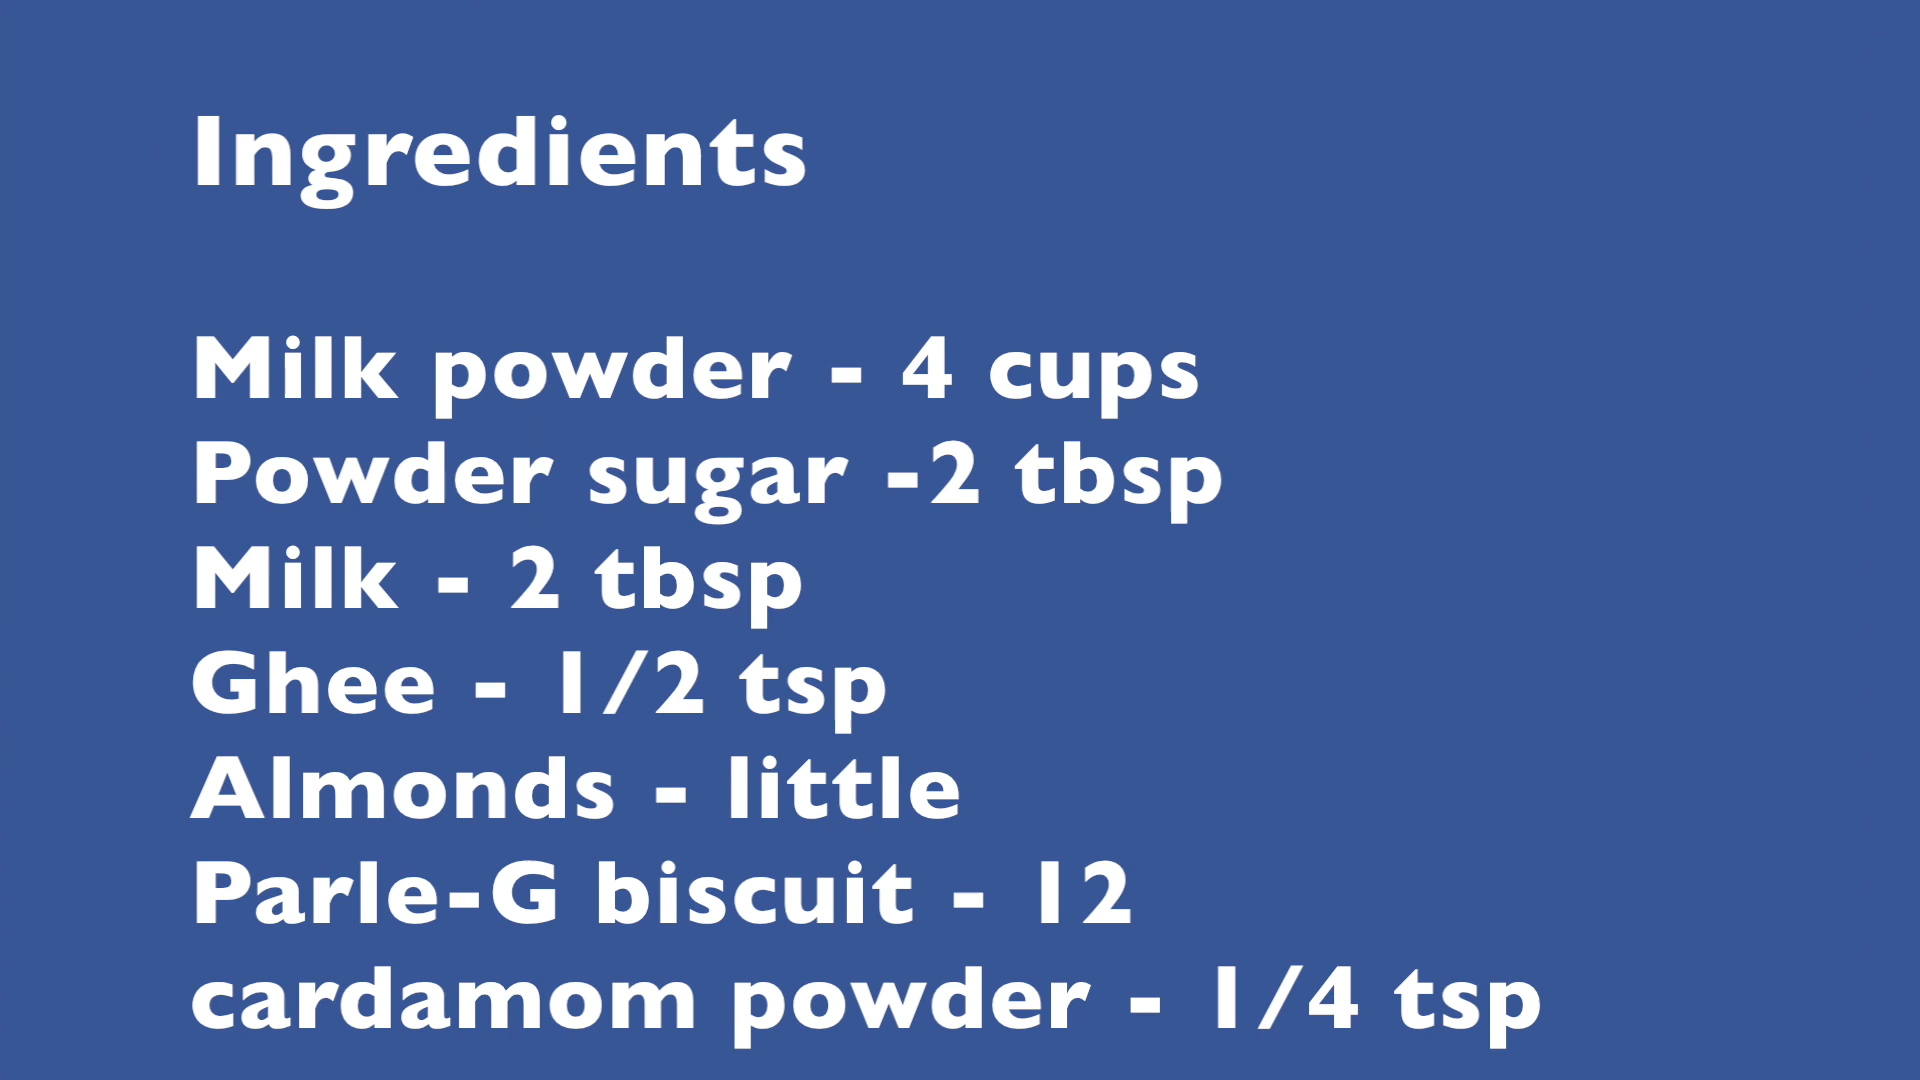 Ingredients
Milk powder - 4 cups
Powder sugar -2 tbsp
Milk - 2 tbsp
Ghee - 1/2 tsp
Almonds - little
Parle-G biscuit - 12
cardamom powder - 1/4 tsp